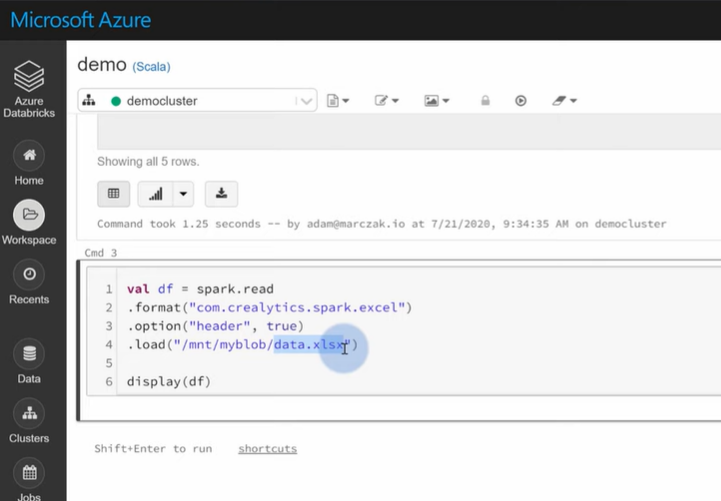 Microsoft Azure
demo (Scala)
Azure
Databricks
democluster
Home
Showing all 5 rows.
Workspace
Command took 1.25 seconds -- by adam@marczak.io at 7/21/2020, 9:34:35 AM on democluster
Cmd 3
Recents
1 val df = spark.read
2 .format("com.crealytics.spark.excel")
3 .option("header", true)
4 .load("/mnt/myblob/data.xlsx")
5
6 display(df)
Data
Clusters
Shift+Enter to run shortcuts
Jobs